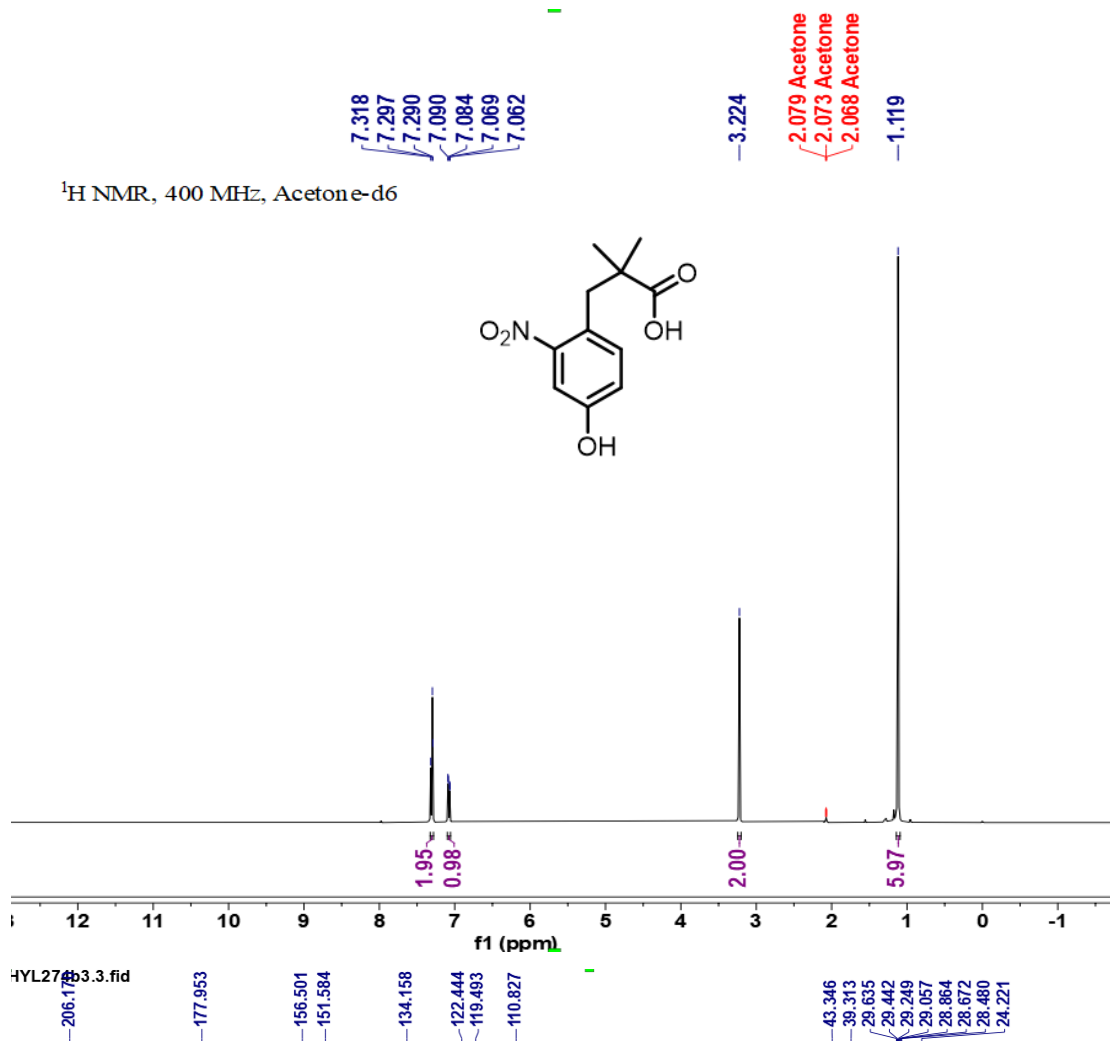 7.318
7.297
7.290
7.090
7.084
7.069
7.062
3.224
2.079 Acetone
2.073 Acetone
2.068 Acetone
1.119
¹H NMR, 400 MHz, Acetone-d6
O
O₂N
OH
OH
1.95
0.98
2.00
5.97
12 11 10 9 8 7 6 5 4 3 2 1 0 -1
f1 (ppm)
HYL274b3.3.fid
177.953
156.501
151.584
134.158
122.444
119.493
110.827
43.346
39.313
29.635
29.442
29.249
29.057
28.864
28.672
28.480
24.221